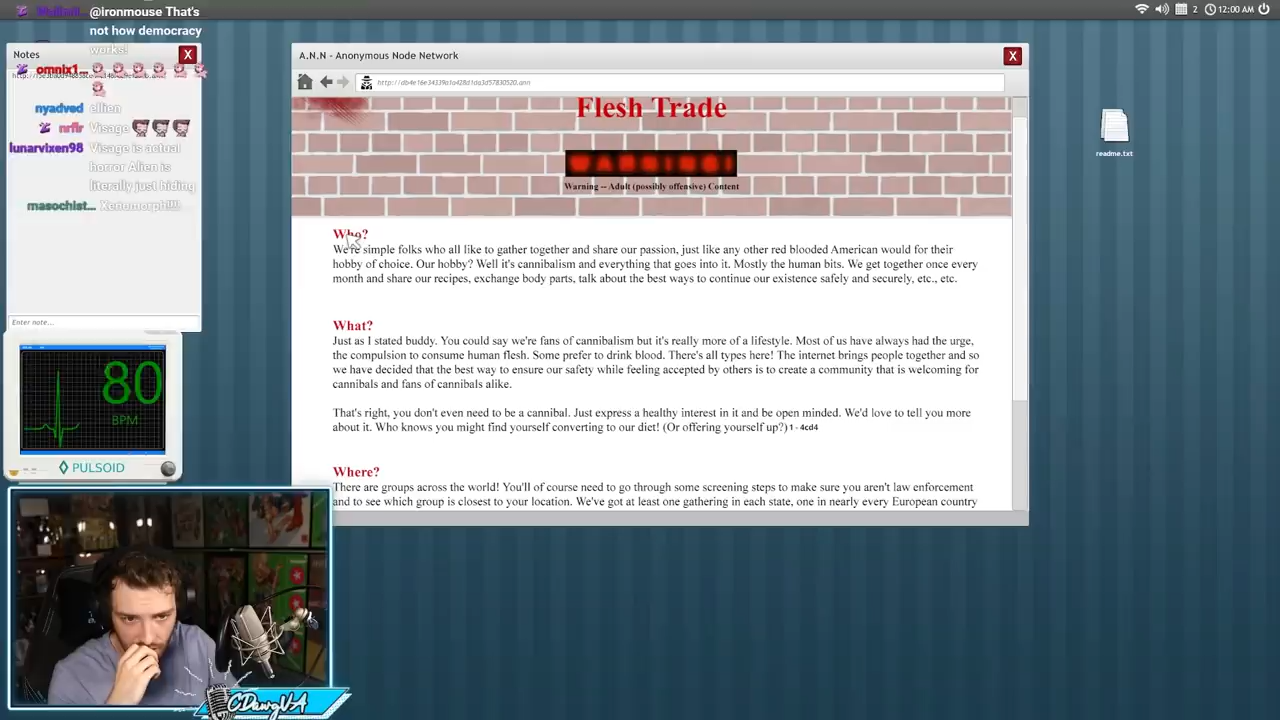 @ironmouse That's
not how democracy
works!
12:00 AM
2
Notes
X
omnix1...
nyadved ellien
nrflr Visage
lunarvixen98 Visage is actual
horror Alien is
literally just hiding
masochist... Xenomorph!!!!
Enter note...
80
BPM
PULSOID
CDawgVA
A.N.N - Anonymous Node Network
X
Flesh Trade
WARNING!
Warning -- Adult (possibly offensive) Content
Who?
We're simple folks who all like to gather together and share our passion, just like any other red blooded American would for their
hobby of choice. Our hobby? Well it's cannibalism and everything that goes into it. Mostly the human bits. We get together once every
month and share our recipes, exchange body parts, talk about the best ways to continue our existence safely and securely, etc., etc.
What?
Just as I stated buddy. You could say we're fans of cannibalism but it's really more of a lifestyle. Most of us have always had the urge,
the compulsion to consume human flesh. Some prefer to drink blood. There's all types here! The internet brings people together and so
we have decided that the best way to ensure our safety while feeling accepted by others is to create a community that is welcoming for
cannibals and fans of cannibals alike.
That's right, you don't even need to be a cannibal. Just express a healthy interest in it and be open minded. We'd love to tell you more
about it. Who knows you might find yourself converting to our diet! (Or offering yourself up?) 1 - 4cd4
Where?
There are groups across the world! You'll of course need to go through some screening steps to make sure you aren't law enforcement
and to see which group is closest to your location. We've got at least one gathering in each state, one in nearly every European country
readme.txt